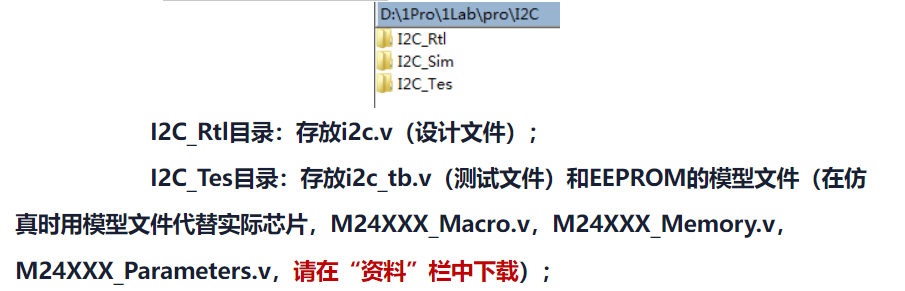 D:\1Pro\1Lab\pro\I2C
I2C_Rtl
I2C_Sim
I2C_Tes
I2C_Rtl目录：存放i2c.v（设计文件）；
I2C_Tes目录：存放i2c_tb.v（测试文件）和EEPROM的模型文件（在仿
真时用模型文件代替实际芯片，M24XXX_Macro.v，M24XXX_Memory.v，
M24XXX_Parameters.v，请在“资料”栏中下载）；